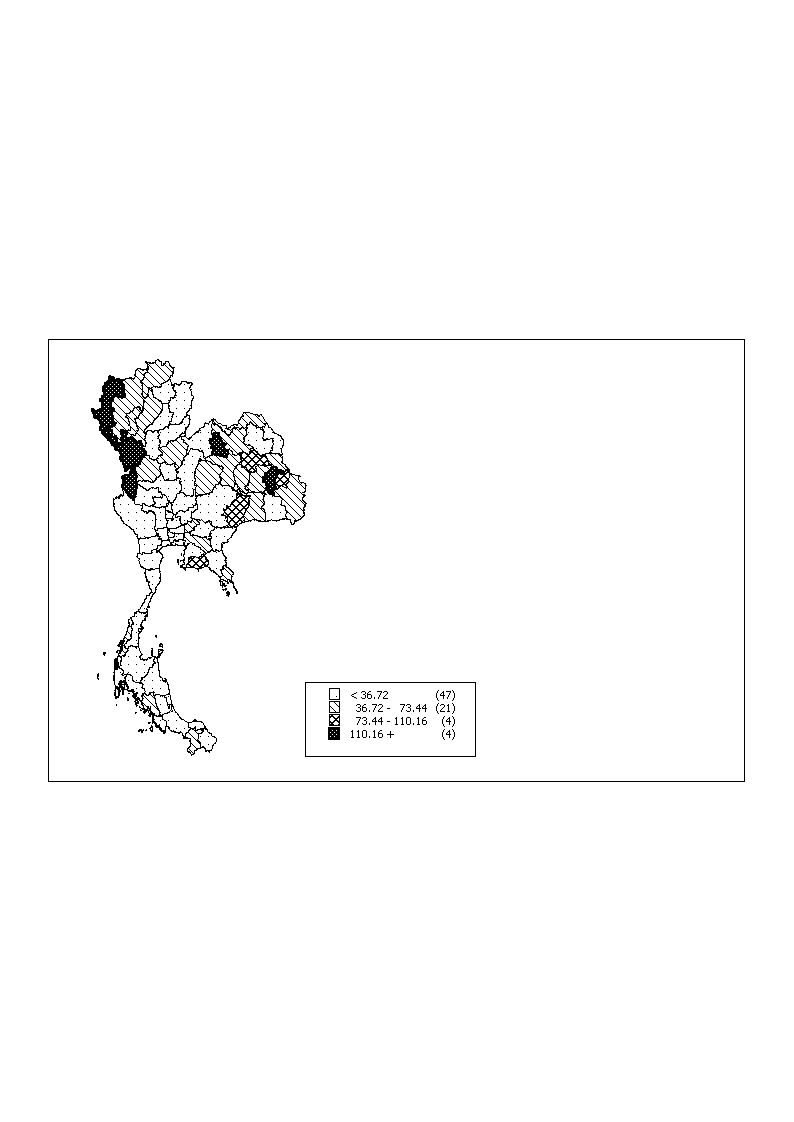 < 36.72 (47)
36.72 - 73.44 (21)
73.44 - 110.16 (4)
110.16 + (4)